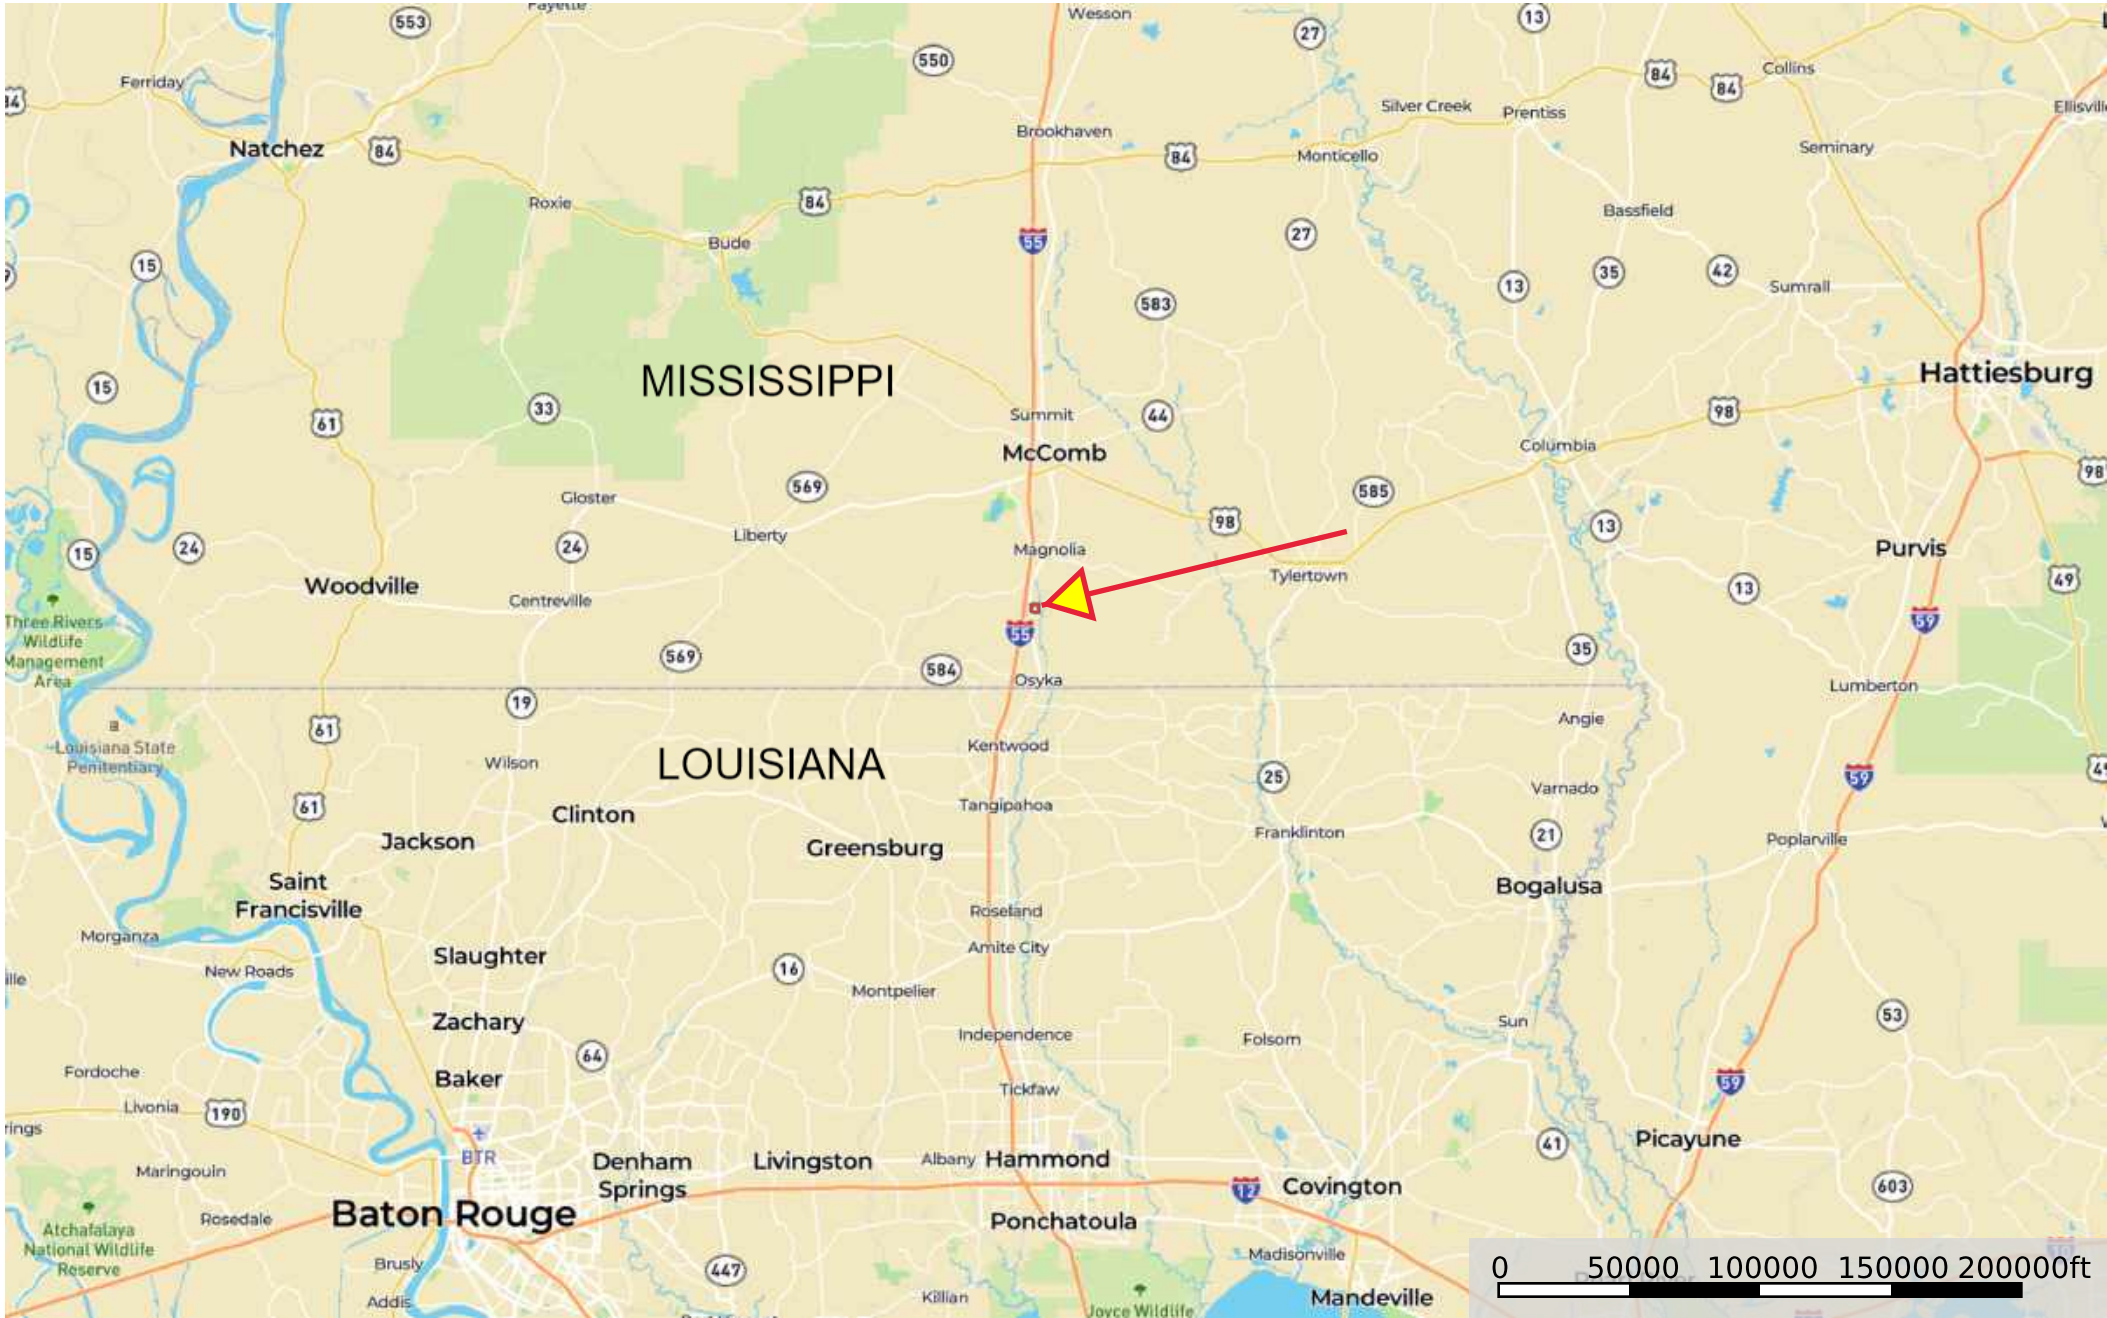 Fayette
Wesson
553
27
13
550
84
Collins
Ferriday
84
84
Silver Creek
Prentiss
Ellisville
Brookhaven
Natchez
84
84
Monticello
Seminary
Roxie
84
Bassfield
Bude
55
27
15
35
42
13
Sumrall
583
15
MISSISSIPPI
Hattiesburg
33
Summit
44
98
61
McComb
Columbia
569
585
98
Gloster
98
13
Liberty
15
24
24
Magnolia
Purvis
Woodville
Tylertown
49
Centreville
13
Three Rivers
Wildlife
Management
Area
55
59
569
584
35
Osyka
Lumberton
19
61
Angie
Louisiana State
Penitentiary
Kentwood
Wilson
LOUISIANA
25
59
Varnado
61
Tangipahoa
Clinton
Jackson
Greensburg
Franklinton
21
Poplarville
Saint
Francisville
Bogalusa
Roseland
Morganza
Amite City
Slaughter
New Roads
16
Montpelier
Zachary
Sun
53
Independence
Folsom
64
Fordoche
Baker
Tickfaw
59
Livonia
190
41
Picayune
BTR
Denham
Springs
Livingston
Albany
Hammond
Maringouin
12
Covington
603
Baton Rouge
Rosedale
Ponchatoula
Atchafalaya
National Wildlife
Reserve
Brusly
447
Madisonville
Addis
Killian
Joyce Wildlife
Mandeville
0 50000 100000 150000 200000ft